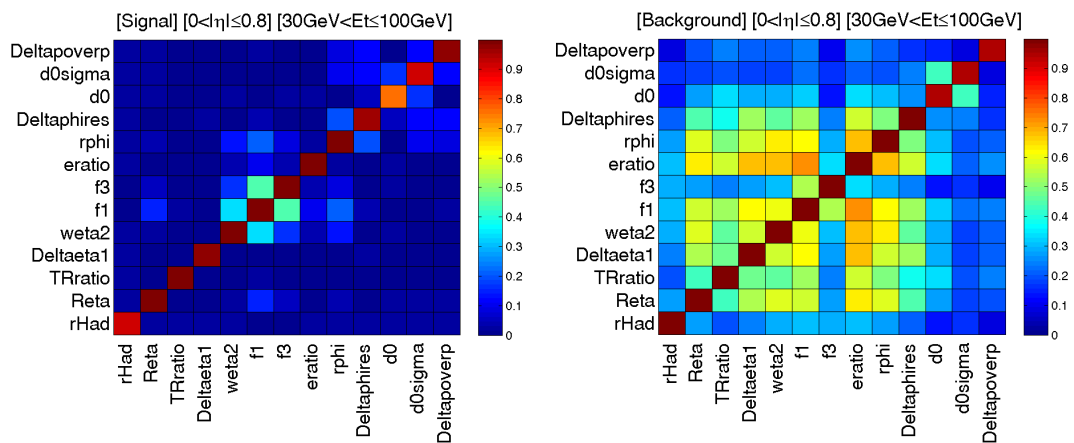 [Signal] [0<|η|≤0.8] [30GeV<Et≤100GeV]
Deltapoverp
d0sigma
d0
Deltaphires
rphi
eratio
f3
f1
weta2
Deltaeta1
TRratio
Reta
rHad
rHad
Reta
TRratio
Deltaeta1
weta2
f1
f3
eratio
rphi
Deltaphires
d0
d0sigma
Deltapoverp
0.9
0.8
0.7
0.6
0.5
0.4
0.3
0.2
0.1
0
[Background] [0<|η|≤0.8] [30GeV<Et≤100GeV]
Deltapoverp
d0sigma
d0
Deltaphires
rphi
eratio
f3
f1
weta2
Deltaeta1
TRratio
Reta
rHad
rHad
Reta
TRratio
Deltaeta1
weta2
f1
f3
eratio
rphi
Deltaphires
d0
d0sigma
Deltapoverp
0.9
0.8
0.7
0.6
0.5
0.4
0.3
0.2
0.1
0